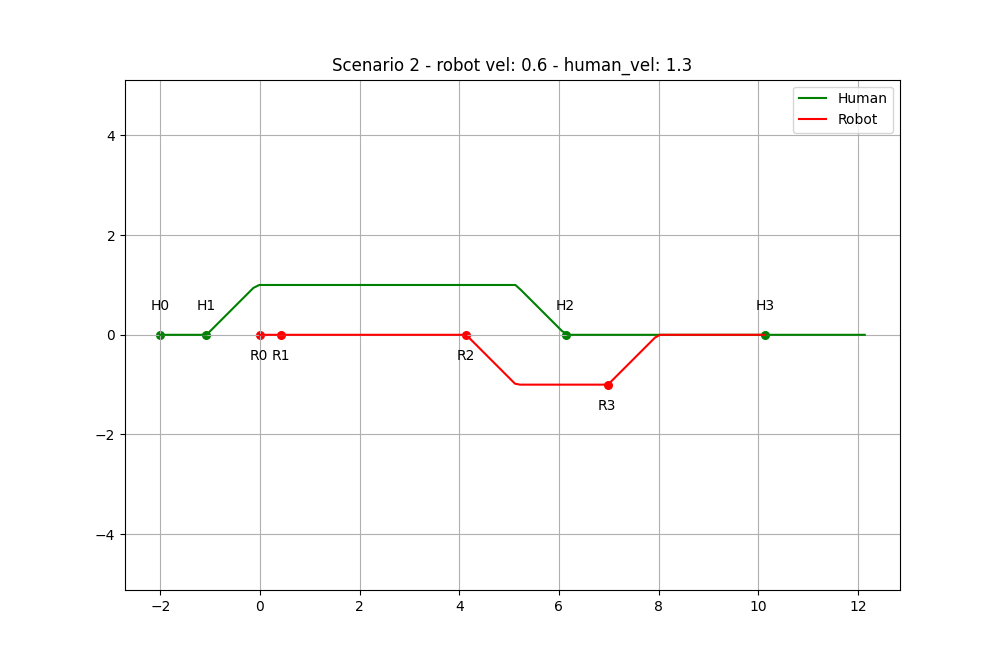 Scenario 2 - robot vel: 0.6 - human_vel: 1.3
Human
Robot
4
2
H0 H1 H2 H3
0
R0 R1 R2
R3
−2
−4
−2 0 2 4 6 8 10 12